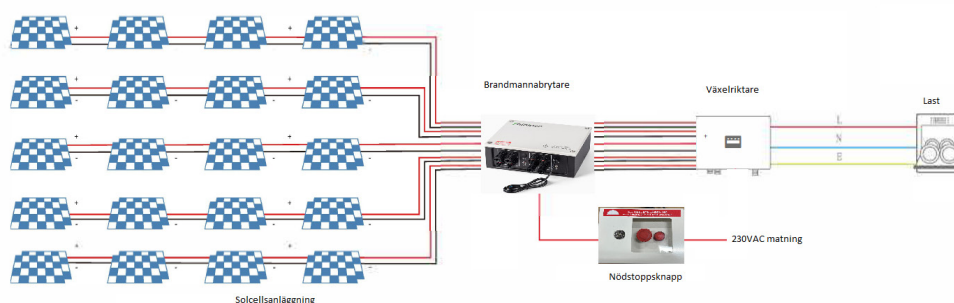 Brandmannabrytare
Växelriktare
Last
L
N
E
230VAC matning
Nödstoppsknapp
Solcellsanläggning